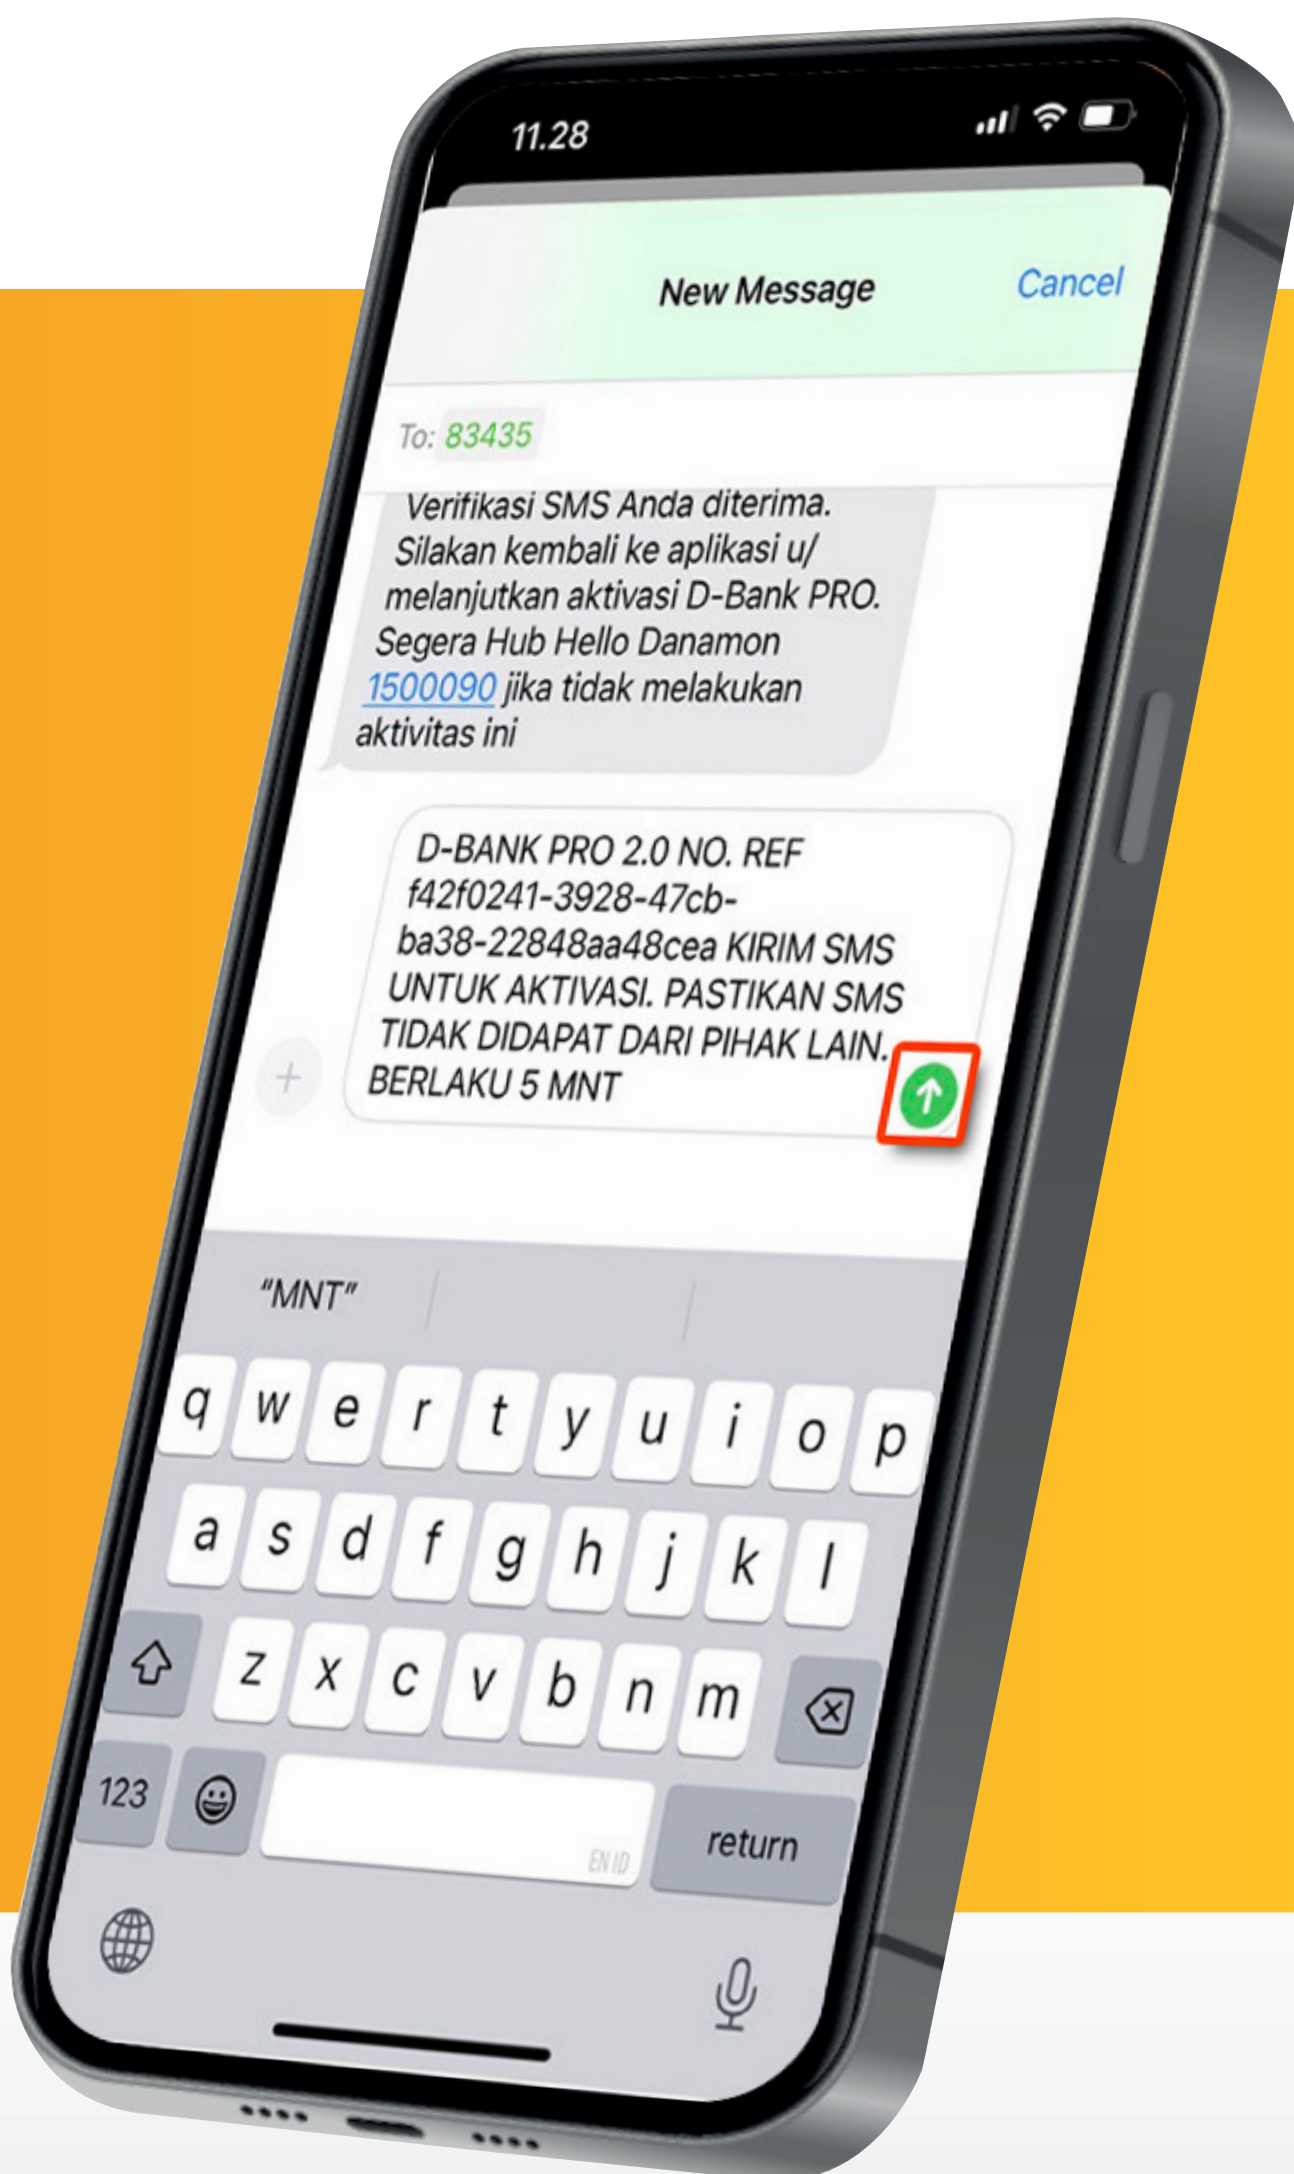 11.28
New Message
Cancel
To: 83435
Verifikasi SMS Anda diterima.
Silakan kembali ke aplikasi u/
melanjutkan aktivasi D-Bank PRO.
Segera Hub Hello Danamon
1500090 jika tidak melakukan
aktivitas ini
D-BANK PRO 2.0 NO. REF
f42f0241-3928-47cb-
ba38-22848aa48cea KIRIM SMS
UNTUK AKTIVASI. PASTIKAN SMS
TIDAK DIDAPAT DARI PIHAK LAIN.
BERLAKU 5 MNT
“MNT”
q w e r t y u i o p
a s d f g h j k l
z x c v b n m
123
EN ID
return